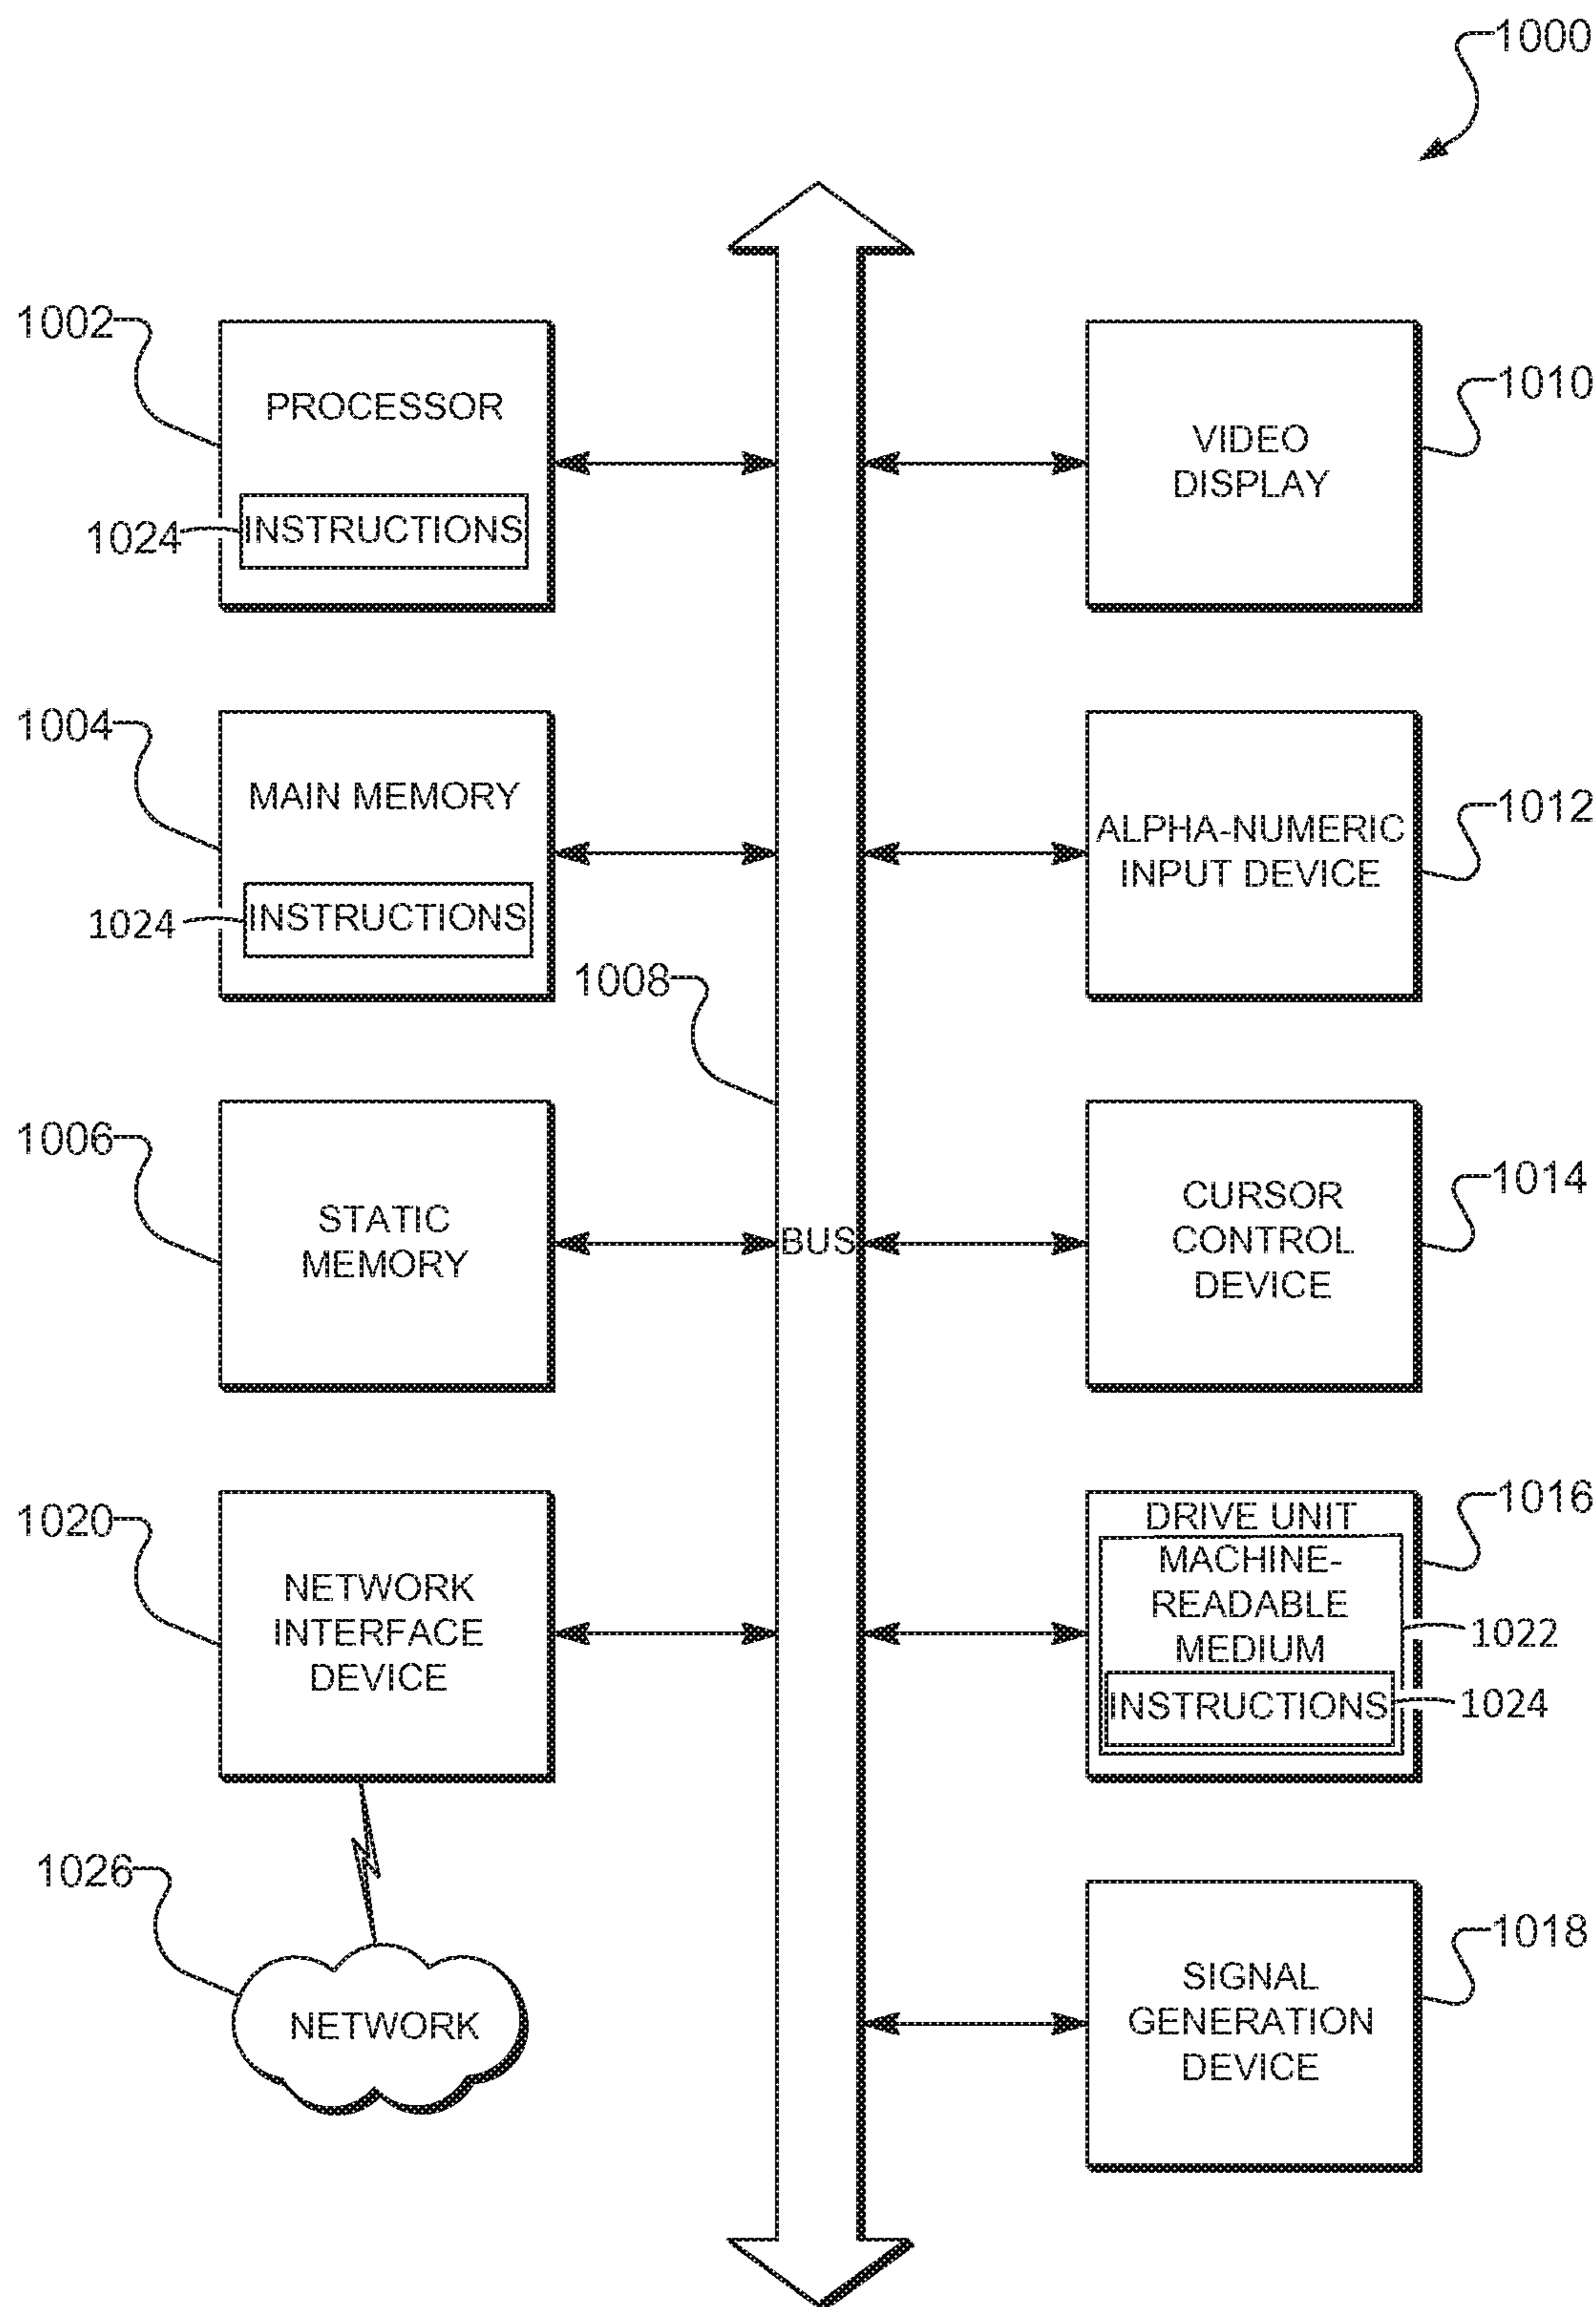 1000
1002
PROCESSOR
1024
INSTRUCTIONS
1010
VIDEO
DISPLAY
1004
MAIN MEMORY
1024
INSTRUCTIONS
1012
ALPHA-NUMERIC
INPUT DEVICE
1008
1006
STATIC
MEMORY
BUS
1014
CURSOR
CONTROL
DEVICE
1020
NETWORK
INTERFACE
DEVICE
1016
DRIVE UNIT
MACHINE-
READABLE
MEDIUM
1022
INSTRUCTIONS
1024
1026
NETWORK
1018
SIGNAL
GENERATION
DEVICE